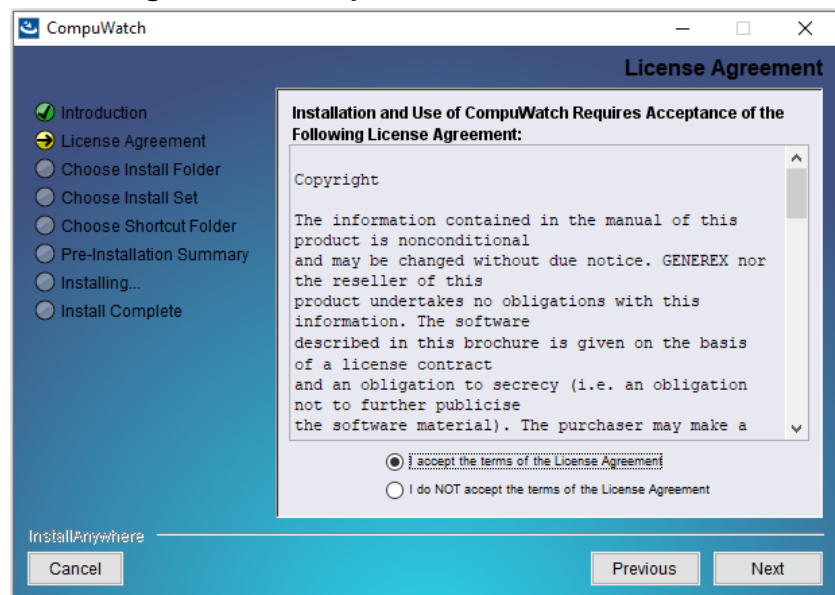 CompuWatch
License Agreement
Introduction
License Agreement
Choose Install Folder
Choose Install Set
Choose Shortcut Folder
Pre-Installation Summary
Installing...
Install Complete
Installation and Use of CompuWatch Requires Acceptance of the
Following License Agreement:
Copyright
The information contained in the manual of this
product is nonconditional
and may be changed without due notice. GENEREX nor
the reseller of this
product undertakes no obligations with this
information. The software
described in this brochure is given on the basis
of a license contract
and an obligation to secrecy (i.e. an obligation
not to further publicise
the software material). The purchaser may make a
I accept the terms of the License Agreement
I do NOT accept the terms of the License Agreement
InstallAnywhere
Cancel
Previous
Next